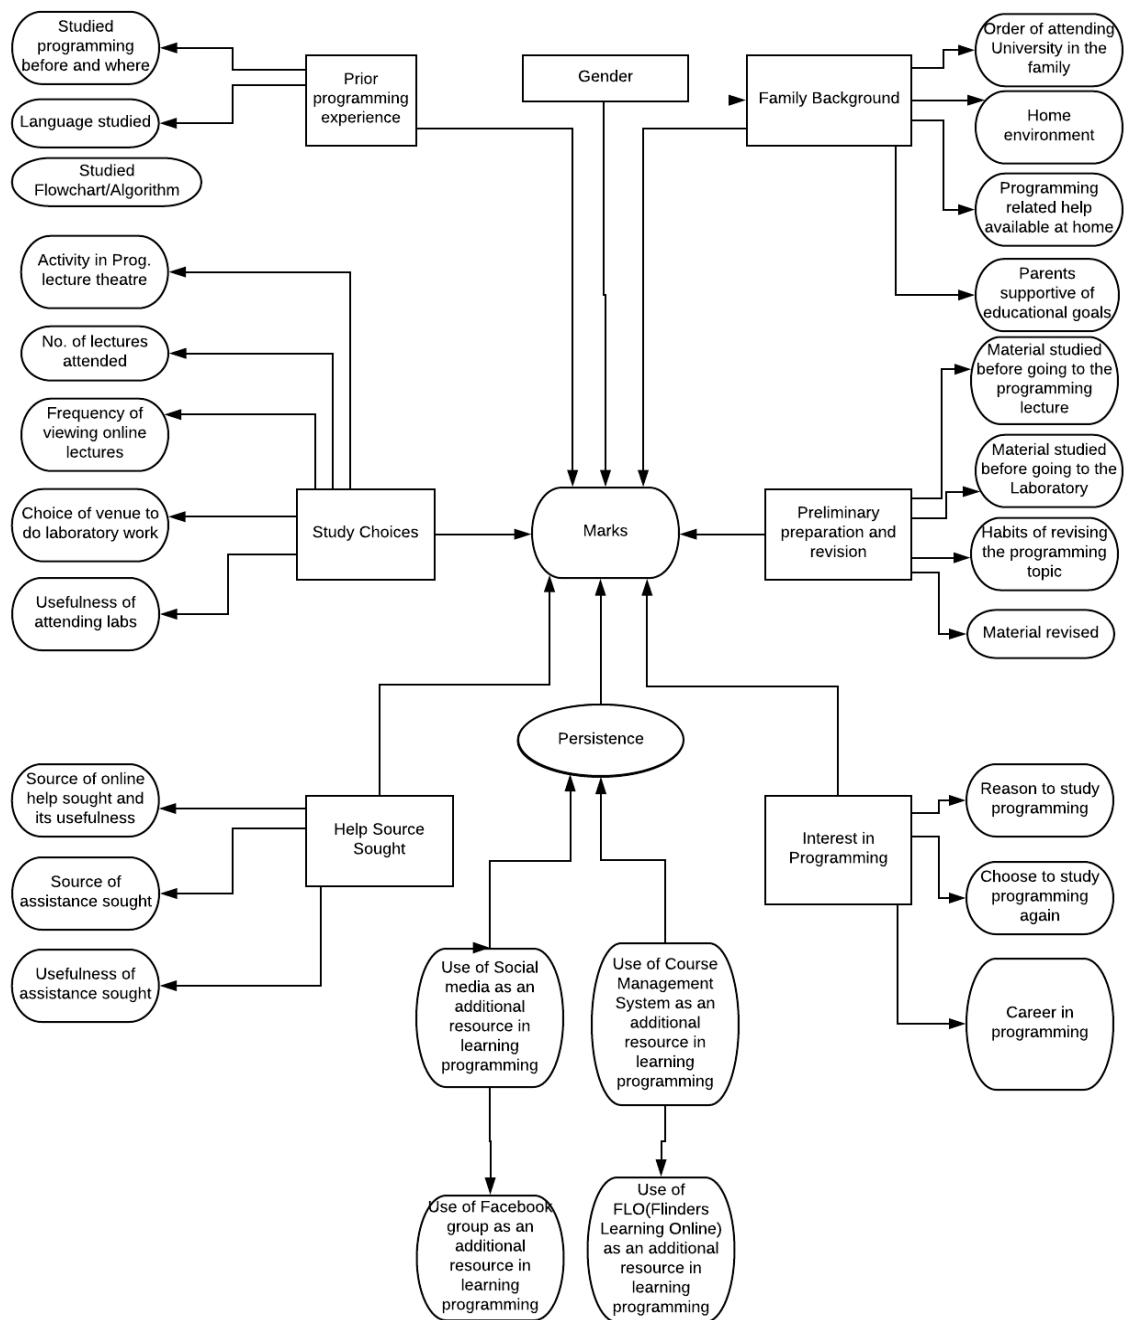 Studied
programming
before and where
Language studied
Studied
Flowchart/Algorithm
Prior
programming
experience
Gender
Family Background
Order of attending
University in the
family
Home
environment
Programming
related help
available at home
Parents
supportive of
educational goals
Activity in Prog.
lecture theatre
No. of lectures
attended
Frequency of
viewing online
lectures
Choice of venue to
do laboratory work
Usefulness of
attending labs
Study Choices
Marks
Preliminary
preparation and
revision
Material studied
before going to the
programming
lecture
Material studied
before going to the
Laboratory
Habits of revising
the programming
topic
Material revised
Persistence
Source of online
help sought and
its usefulness
Source of
assistance sought
Usefulness of
assistance sought
Help Source
Sought
Interest in
Programming
Reason to study
programming
Choose to study
programming
again
Career in
programming
Use of Social
media as an
additional
resource in
learning
programming
Use of Course
Management
System as an
additional
resource in
learning
programming
Use of Facebook
group as an
additional
resource in
learning
programming
Use of
FLO(Flinders
Learning Online)
as an additional
resource in
learning
programming